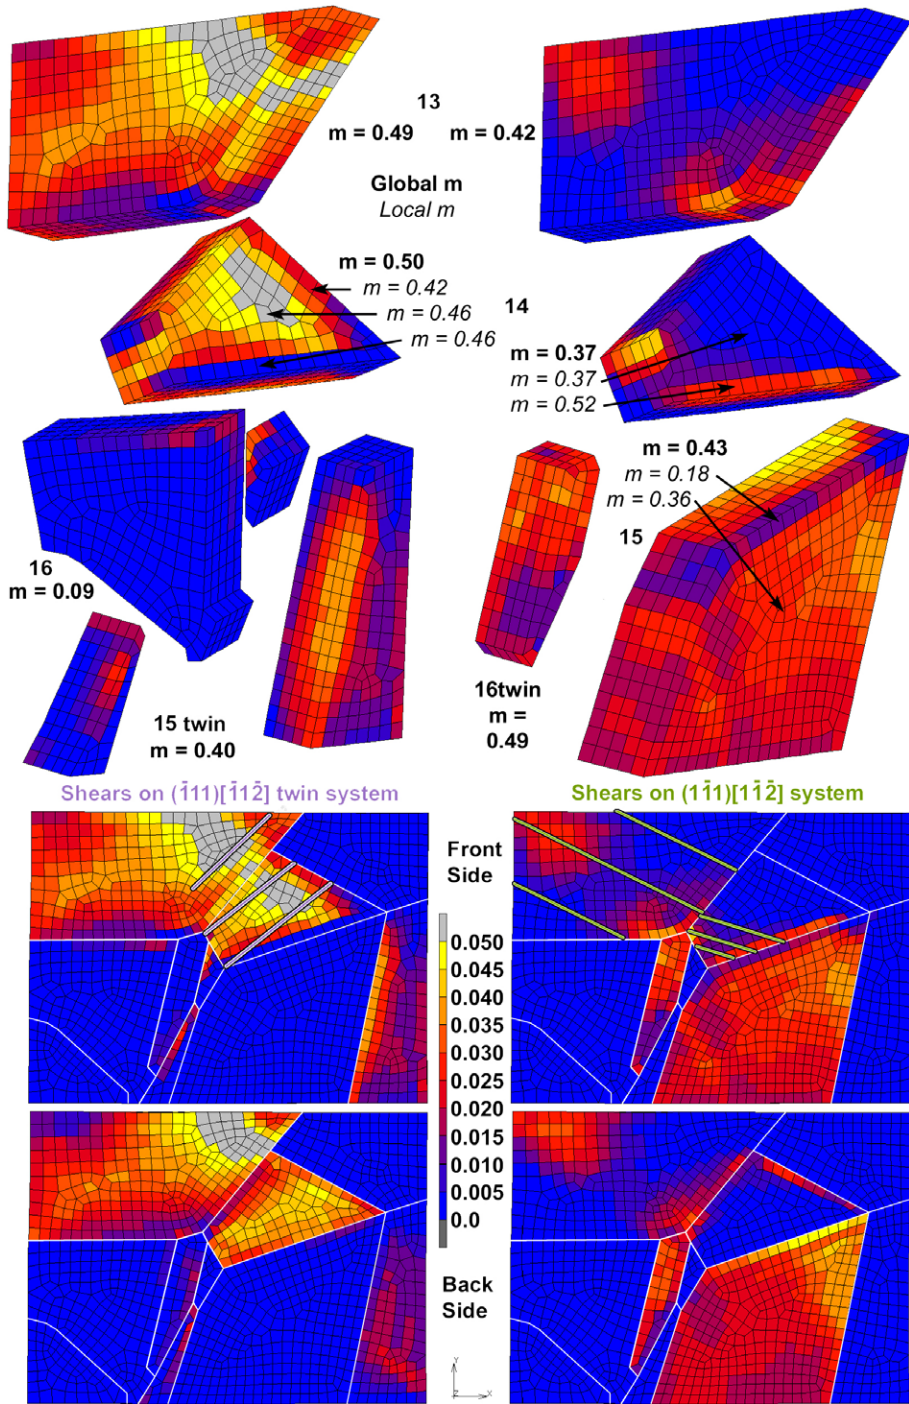 13
m = 0.49 m = 0.42
Global m
Local m
m = 0.50
m = 0.42
m = 0.46
m = 0.46
14
m = 0.37
m = 0.37
m = 0.52
m = 0.43
m = 0.18
m = 0.36
15
16
m = 0.09
15 twin
m = 0.40
16twin
m =
0.49
Shears on (1̄11)[1̄12̄] twin system
Shears on (11̄1)[11̄2̄] system
Front
Side
0.050
0.045
0.040
0.035
0.030
0.025
0.020
0.015
0.010
0.005
0.0
Back
Side
Y
Z X